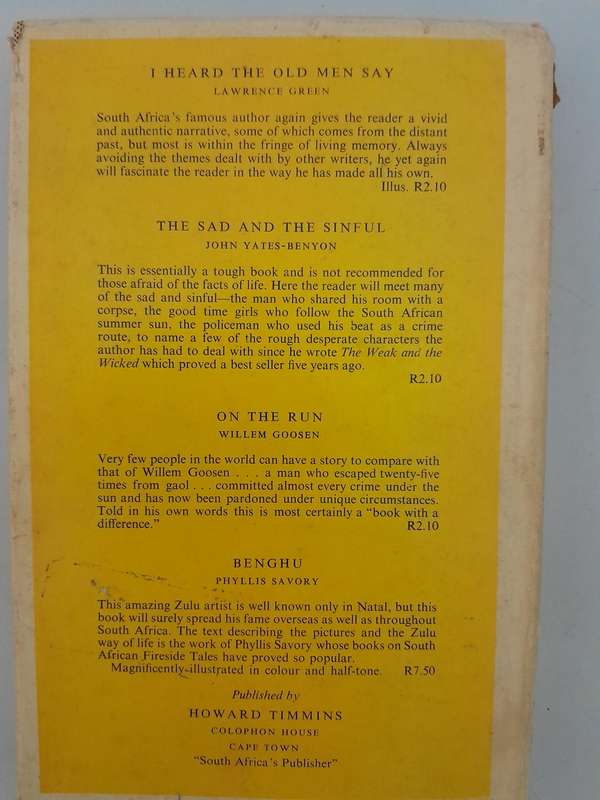 I HEARD THE OLD MEN SAY
LAWRENCE GREEN
South Africa's famous author again gives the reader a vivid
and authentic narrative, some of which comes from the distant
past, but most is within the fringe of living memory. Always
avoiding the themes dealt with by other writers, he yet again
will fascinate the reader in the way he has made all his own.
Illus. R2.10
THE SAD AND THE SINFUL
JOHN YATES-BENYON
This is essentially a tough book and is not recommended for
those afraid of the facts of life. Here the reader will meet many
of the sad and sinful—the man who shared his room with a
corpse, the good time girls who follow the South African
summer sun, the policeman who used his beat as a crime
route, to name a few of the rough desperate characters the
author has had to deal with since he wrote The Weak and the
Wicked which proved a best seller five years ago.
R2.10
ON THE RUN
WILLEM GOOSEN
Very few people in the world can have a story to compare with
that of Willem Goosen . . . a man who escaped twenty-five
times from gaol . . . committed almost every crime under the
sun and has now been pardoned under unique circumstances.
Told in his own words this is most certainly a "book with a
difference." R2.10
BENGHU
PHYLLIS SAVORY
This amazing Zulu artist is well known only in Natal, but this
book will surely spread his fame overseas as well as throughout
South Africa. The text describing the pictures and the Zulu
way of life is the work of Phyllis Savory whose books on South
African Fireside Tales have proved so popular.
Magnificently illustrated in colour and half-tone. R7.50
Published by
HOWARD TIMMINS
COLOPHON HOUSE
CAPE TOWN
"South Africa's Publisher"